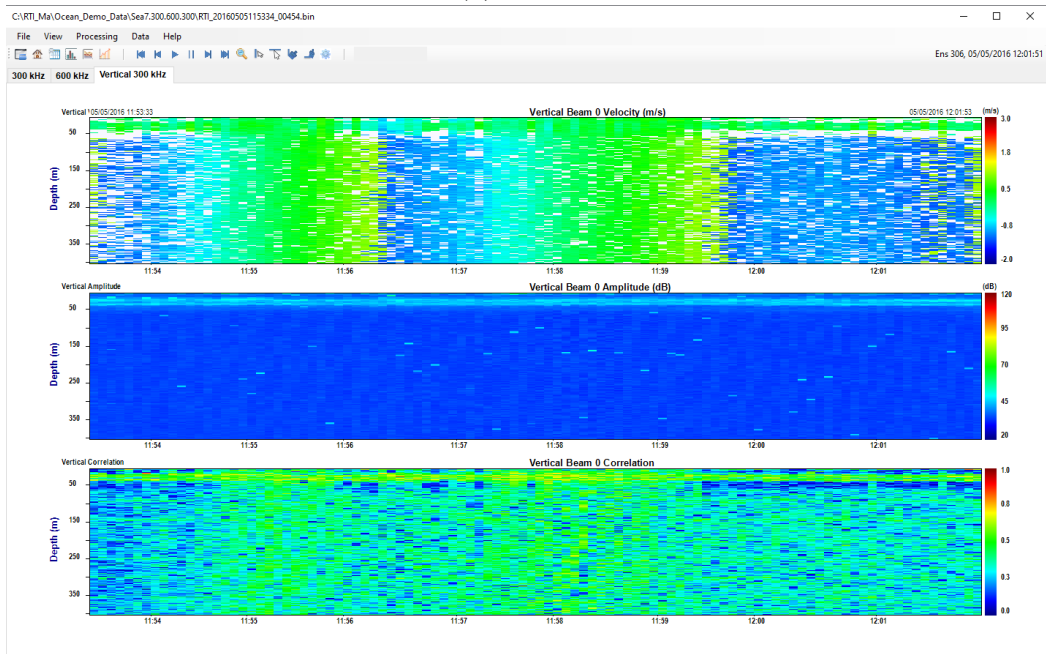 C:\RTI_Ma\Ocean_Demo_Data\Sea7.300.600.300\RTI_20160505115334_00454.bin
File View Processing Data Help
Ens 306, 05/05/2016 12:01:51
300 kHz 600 kHz Vertical 300 kHz
Vertical 05/05/2016 11:53:33 Vertical Beam 0 Velocity (m/s) 05/05/2016 12:01:53 (m/s)
3.0
50
1.8
150
Depth (m)
0.5
250
-0.8
350
-2.0
11:54 11:55 11:56 11:57 11:58 11:59 12:00 12:01
Vertical Amplitude Vertical Beam 0 Amplitude (dB) (dB)
120
50
95
150
Depth (m)
70
250
45
350
20
11:54 11:55 11:56 11:57 11:58 11:59 12:00 12:01
Vertical Correlation Vertical Beam 0 Correlation
1.0
50
0.8
150
Depth (m)
0.5
250
0.3
350
0.0
11:54 11:55 11:56 11:57 11:58 11:59 12:00 12:01